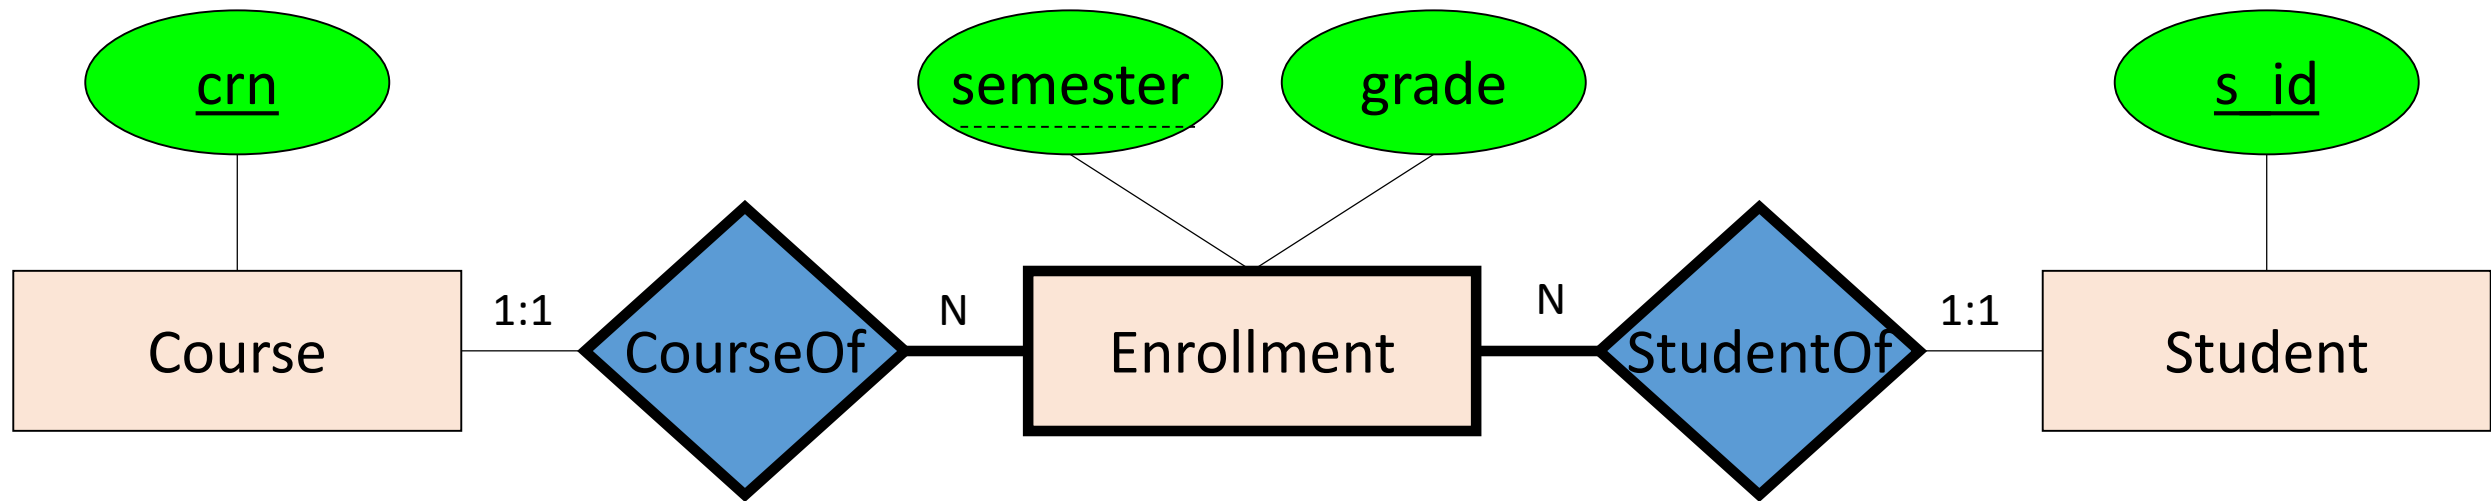 crn
semester
grade
s_id
Course
1:1
CourseOf
N
Enrollment
N
StudentOf
1:1
Student